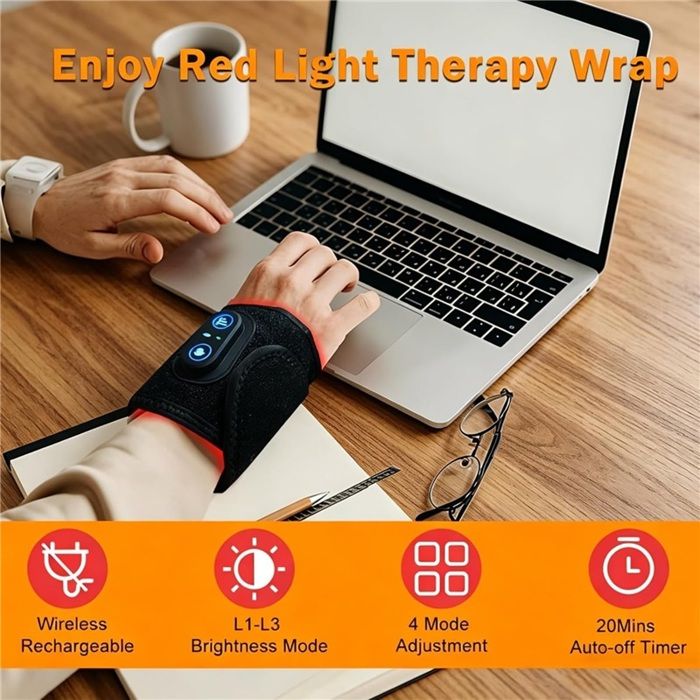 Enjoy Red Light Therapy Wrap
Wireless
Rechargeable
L1-L3
Brightness Mode
4 Mode
Adjustment
20Mins
Auto-off Timer